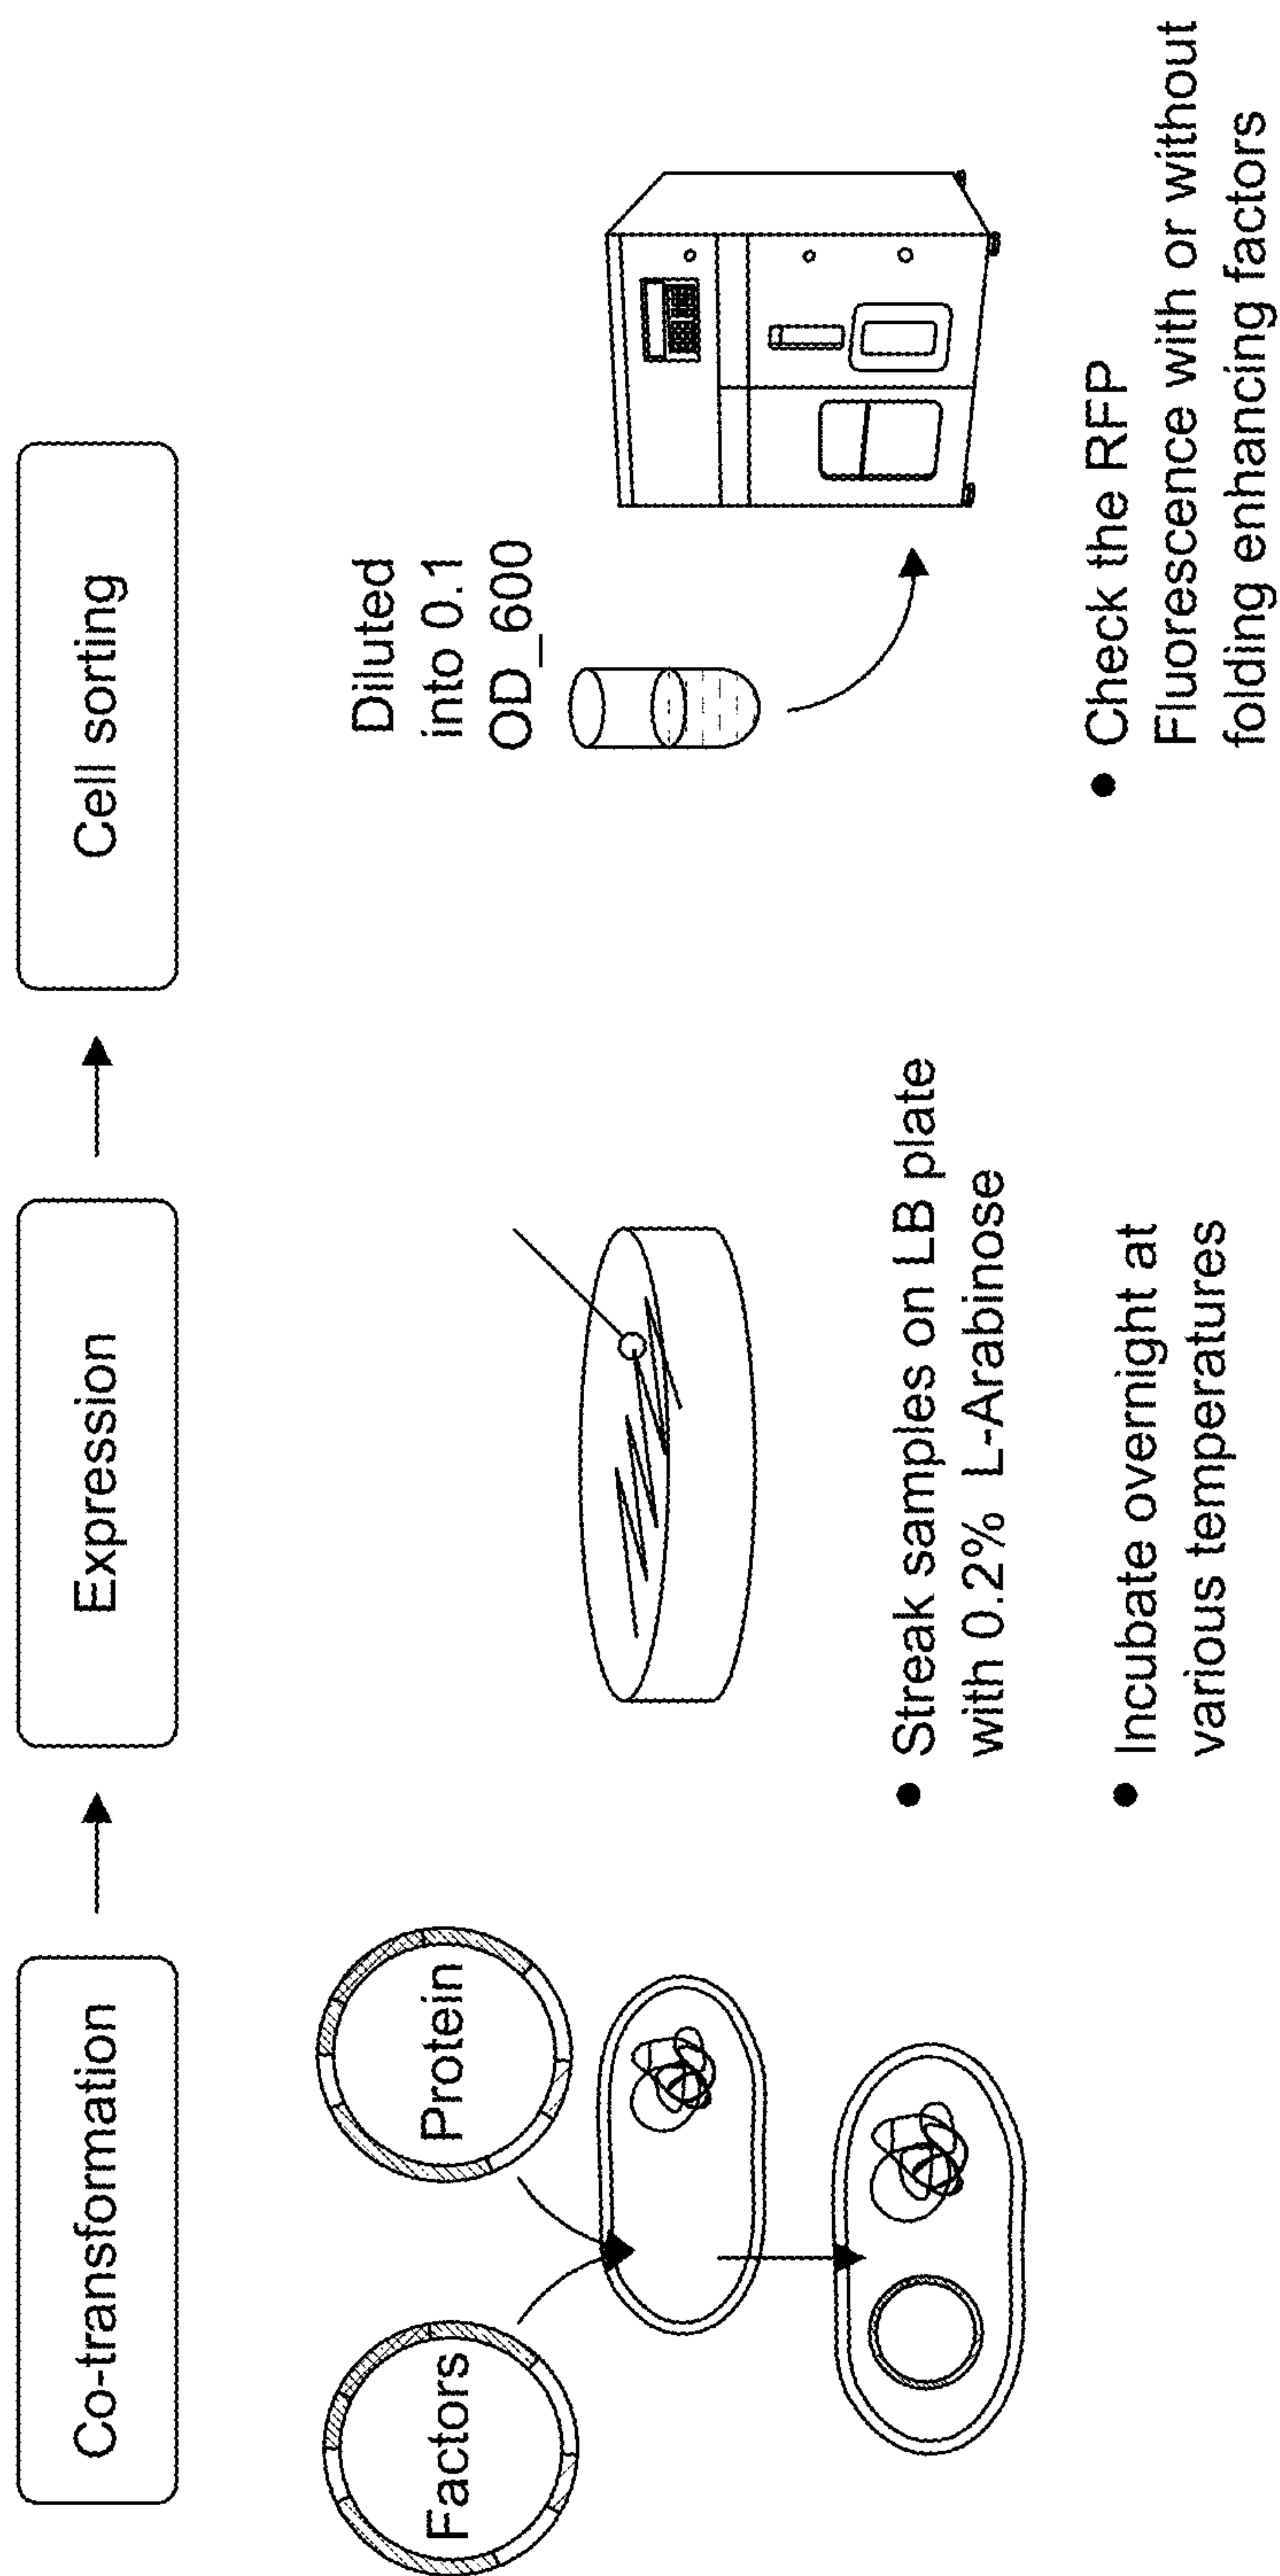 Co-transformation
Expression
Cell sorting
Factors
Protein
● Streak samples on LB plate
with 0.2% L-Arabinose
● Incubate overnight at
various temperatures
Diluted
into 0.1
OD_600
● Check the RFP
Fluorescence with or without
folding enhancing factors